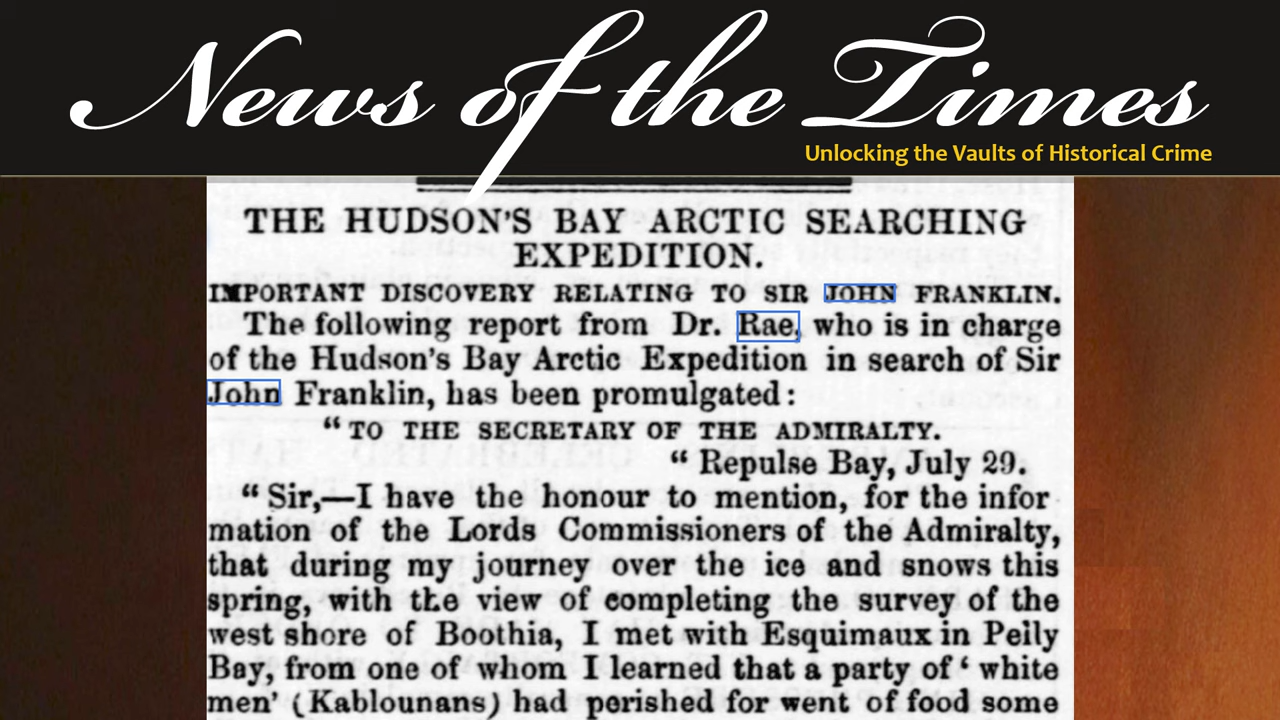 News of the Times
Unlocking the Vaults of Historical Crime
THE HUDSON'S BAY ARCTIC SEARCHING
EXPEDITION.
IMPORTANT DISCOVERY RELATING TO SIR JOHN FRANKLIN.
The following report from Dr. Rae, who is in charge
of the Hudson's Bay Arctic Expedition in search of Sir
John Franklin, has been promulgated:
"TO THE SECRETARY OF THE ADMIRALTY.
"Repulse Bay, July 29.
"Sir,—I have the honour to mention, for the infor
mation of the Lords Commissioners of the Admiralty,
that during my journey over the ice and snows this
spring, with the view of completing the survey of the
west shore of Boothia, I met with Esquimaux in Pelly
Bay, from one of whom I learned that a party of ‘ white
men’ (Kablounans) had perished for went of food some